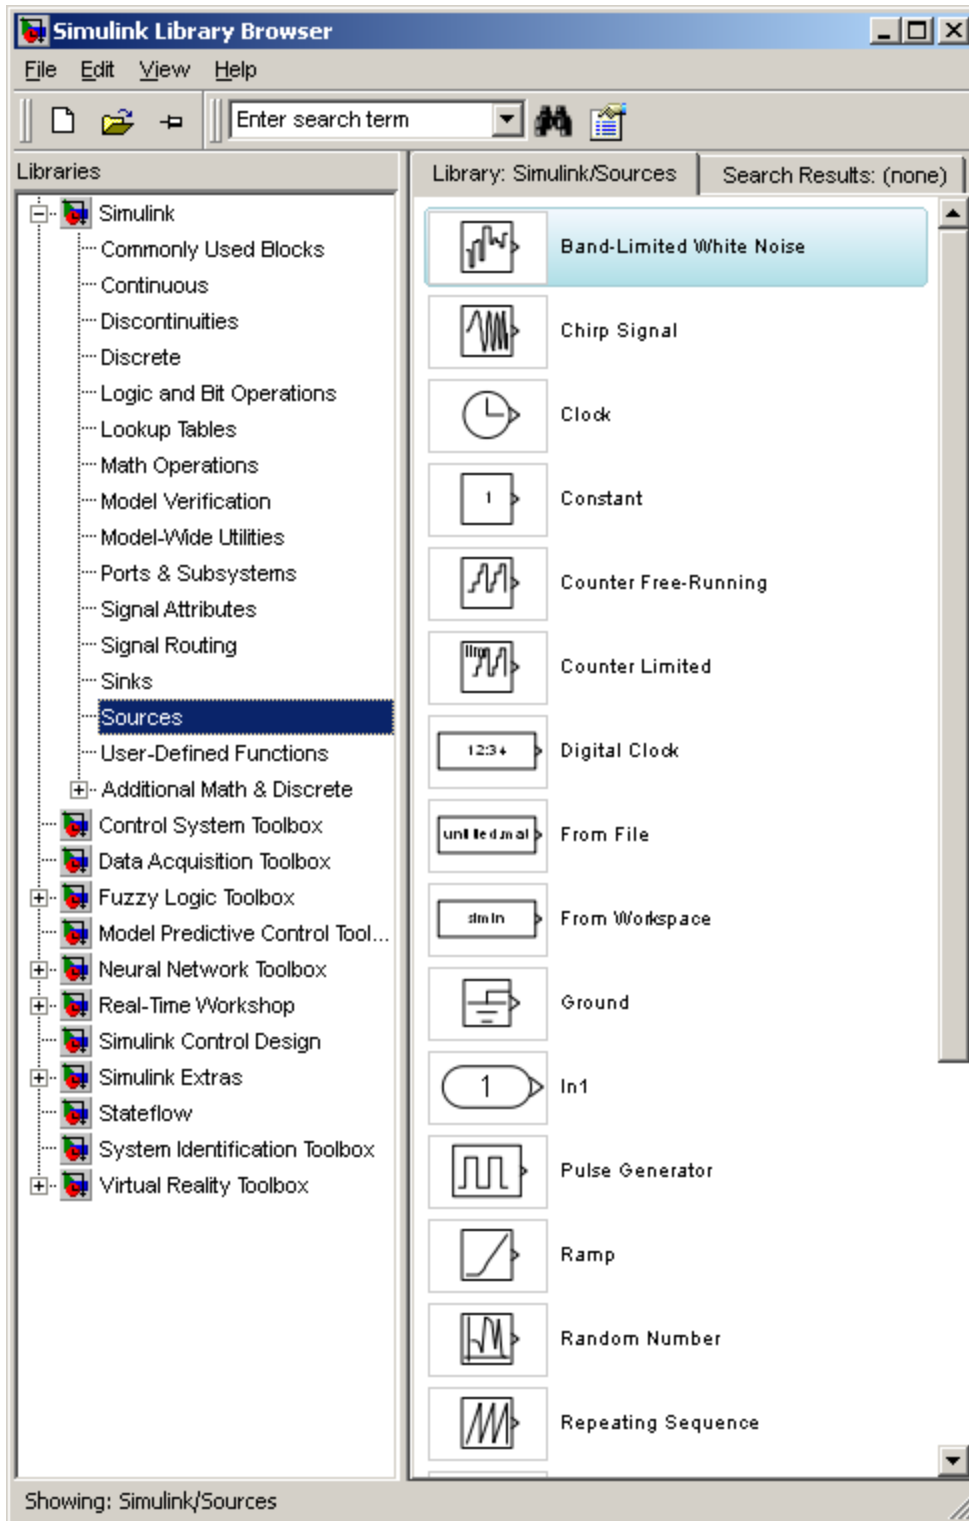 Simulink Library Browser
File Edit View Help
Enter search term
Libraries
Simulink
Commonly Used Blocks
Continuous
Discontinuities
Discrete
Logic and Bit Operations
Lookup Tables
Math Operations
Model Verification
Model-Wide Utilities
Ports & Subsystems
Signal Attributes
Signal Routing
Sinks
Sources
User-Defined Functions
Additional Math & Discrete
Control System Toolbox
Data Acquisition Toolbox
Fuzzy Logic Toolbox
Model Predictive Control Tool...
Neural Network Toolbox
Real-Time Workshop
Simulink Control Design
Simulink Extras
Stateflow
System Identification Toolbox
Virtual Reality Toolbox
Library: Simulink/Sources
Search Results: (none)
Band-Limited White Noise
Chirp Signal
Clock
1 Constant
Counter Free-Running
Counter Limited
12:34 Digital Clock
untitled.mat From File
simin From Workspace
Ground
1 In1
Pulse Generator
Ramp
Random Number
Repeating Sequence
Showing: Simulink/Sources